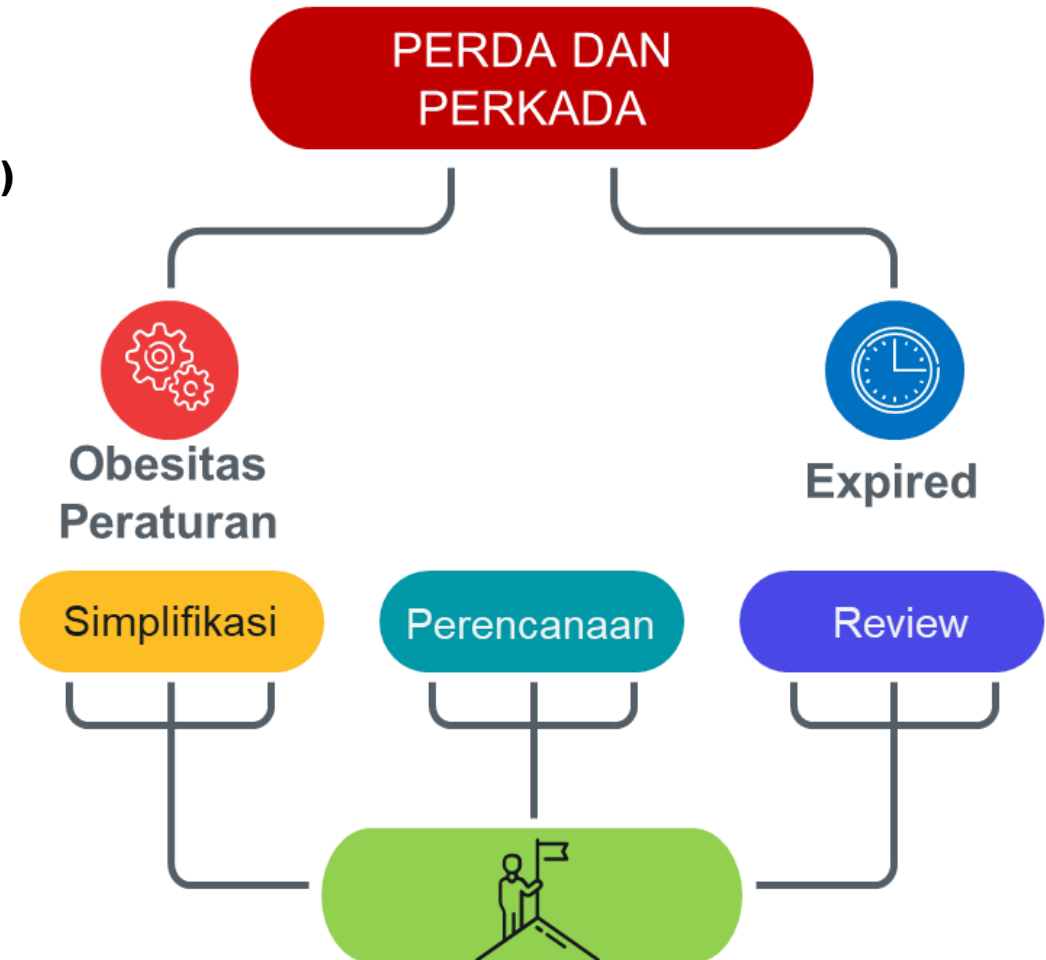 PERDA DAN
PERKADA
)
Obesitas
Peraturan
Expired
Simplifikasi
Perencanaan
Review